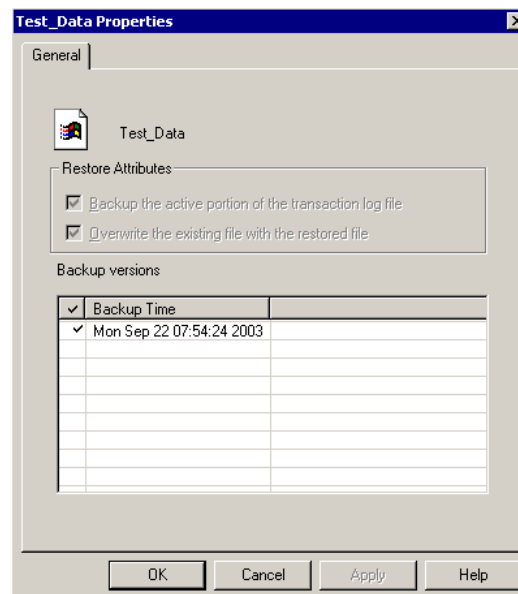 Test_Data Properties
General
Test_Data
Restore Attributes
Backup the active portion of the transaction log file
Overwrite the existing file with the restored file
Backup versions
Backup Time
Mon Sep 22 07:54:24 2003
OK Cancel Apply Help